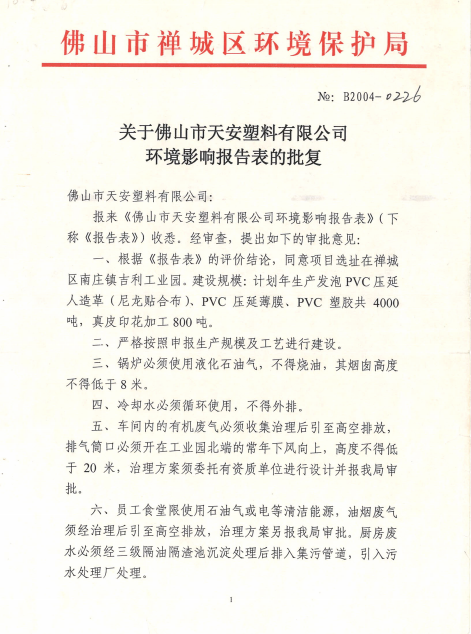 佛山市禅城区环境保护局
№: B2004-0226
关于佛山市天安塑料有限公司
环境影响报告表的批复
佛山市天安塑料有限公司：
报来《佛山市天安塑料有限公司环境影响报告表》（下
称《报告表》）收悉。经审查，提出如下的审批意见：
一、根据《报告表》的评价结论，同意项目选址在禅城
区南庄镇吉利工业园。建设规模：计划年生产发泡PVC压延
人造革（尼龙贴合布）、PVC 压延薄膜、PVC 塑胶共 4000
吨，真皮印花加工 800 吨。
二、严格按照申报生产规模及工艺进行建设。
三、锅炉必须使用液化石油气，不得烧油，其烟囱高度
不得低于 8 米。
四、冷却水必须循环使用，不得外排。
五、车间内的有机废气必须收集治理后引至高空排放，
排气筒口必须开在工业园北端的常年下风向上，高度不得低
于 20 米，治理方案须委托有资质单位进行设计并报我局审
批。
六、员工食堂限使用石油气或电等清洁能源，油烟废气
须经治理后引至高空排放，治理方案另报我局审批。厨房废
水必须经三级隔油隔渣池沉淀处理后排入集污管道，引入污
水处理厂处理。
1